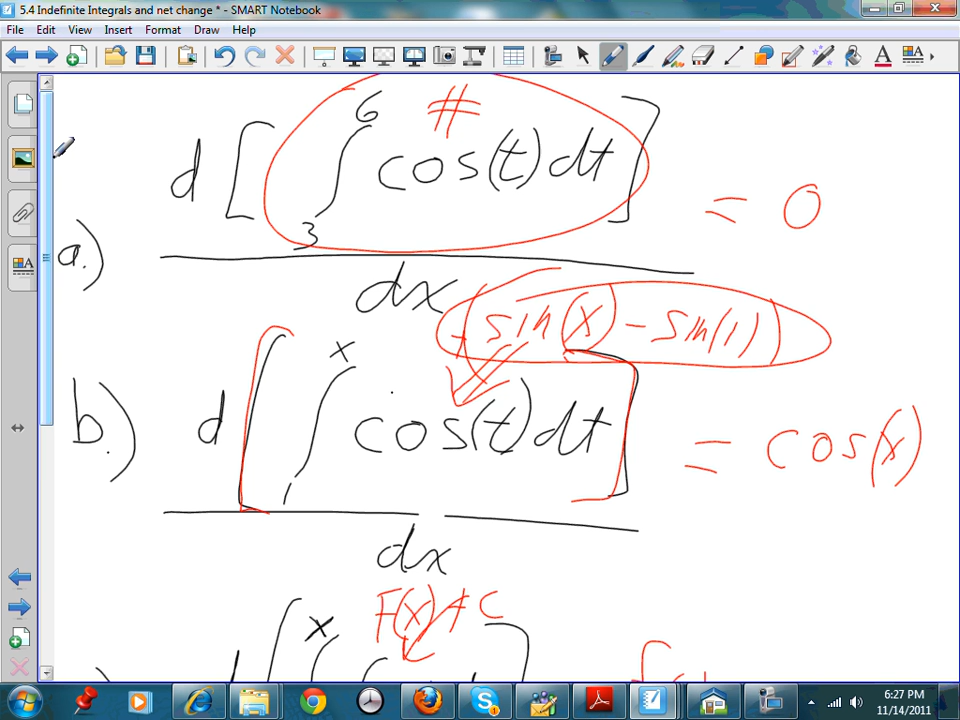 5.4 Indefinite Integrals and net change * - SMART Notebook
File Edit View Insert Format Draw Help
6 #
d [ ∫ cos(t) dt ] = 0
3
a.)
dx
sin(x) - sin(1)
x
b.) d [ ∫ cos(t) dt ] = cos(x)
1
dx
F(x) + C
x
d [ ∫
6:27 PM
11/14/2011